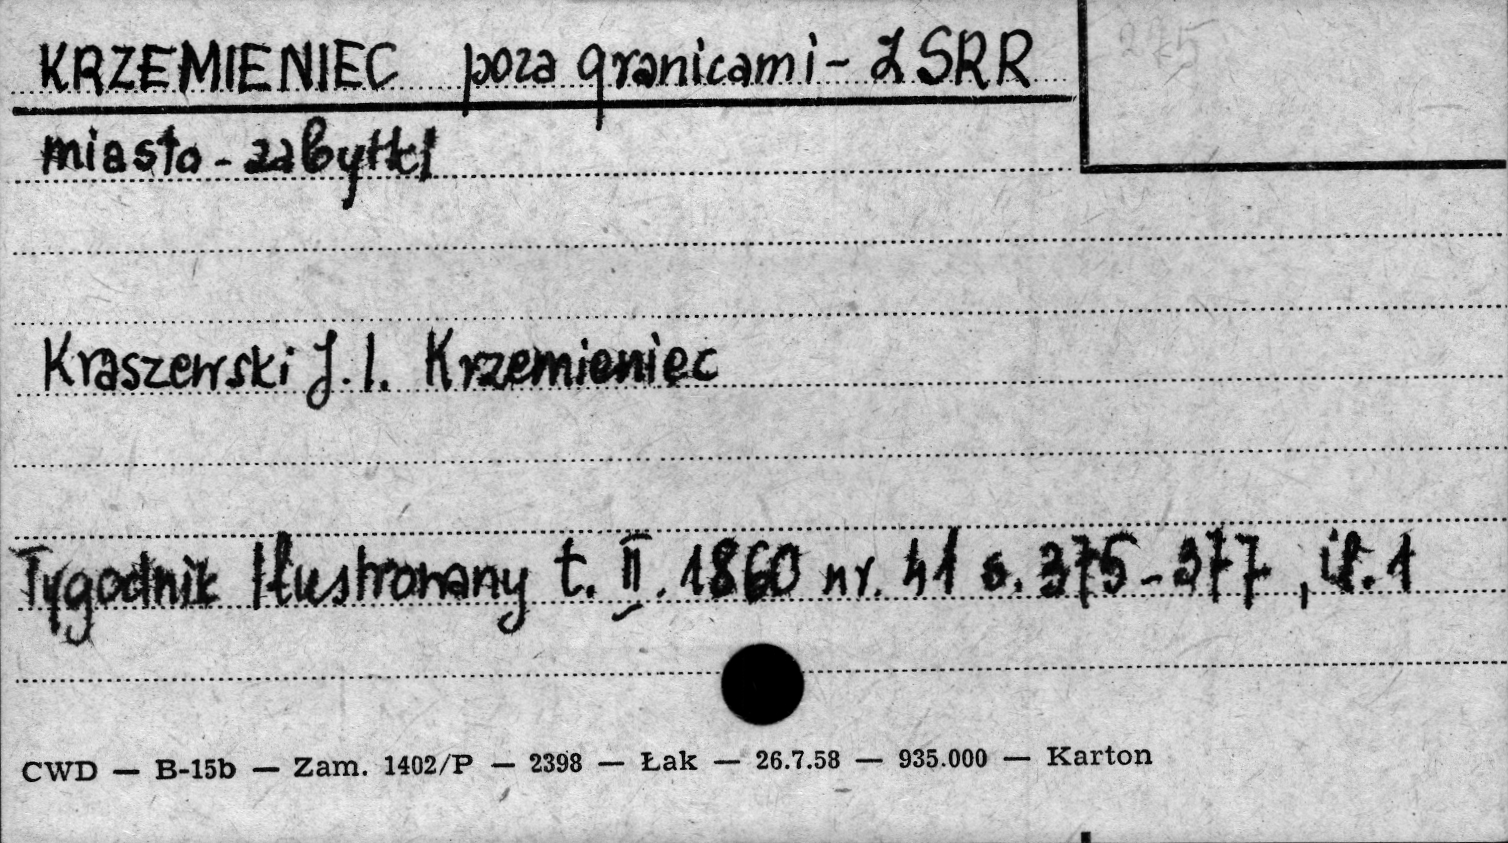 KRZEMIENIEC poza granicami - ZSRR
miasto - zabytki
Kraszewski J. I. Krzemieniec
Tygodnik Ilustrowany t. II. 1860 nr. 41 s. 375-377, il. 1
CWD — B-15b — Zam. 1402/P — 2398 — Łak — 26.7.58 — 935.000 — Karton